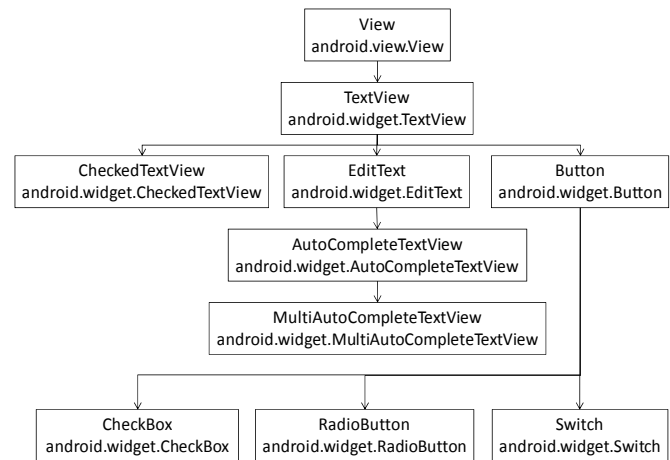 View
android.view.View
TextView
android.widget.TextView
CheckedTextView
android.widget.CheckedTextView
EditText
android.widget.EditText
Button
android.widget.Button
AutoCompleteTextView
android.widget.AutoCompleteTextView
MultiAutoCompleteTextView
android.widget.MultiAutoCompleteTextView
CheckBox
android.widget.CheckBox
RadioButton
android.widget.RadioButton
Switch
android.widget.Switch